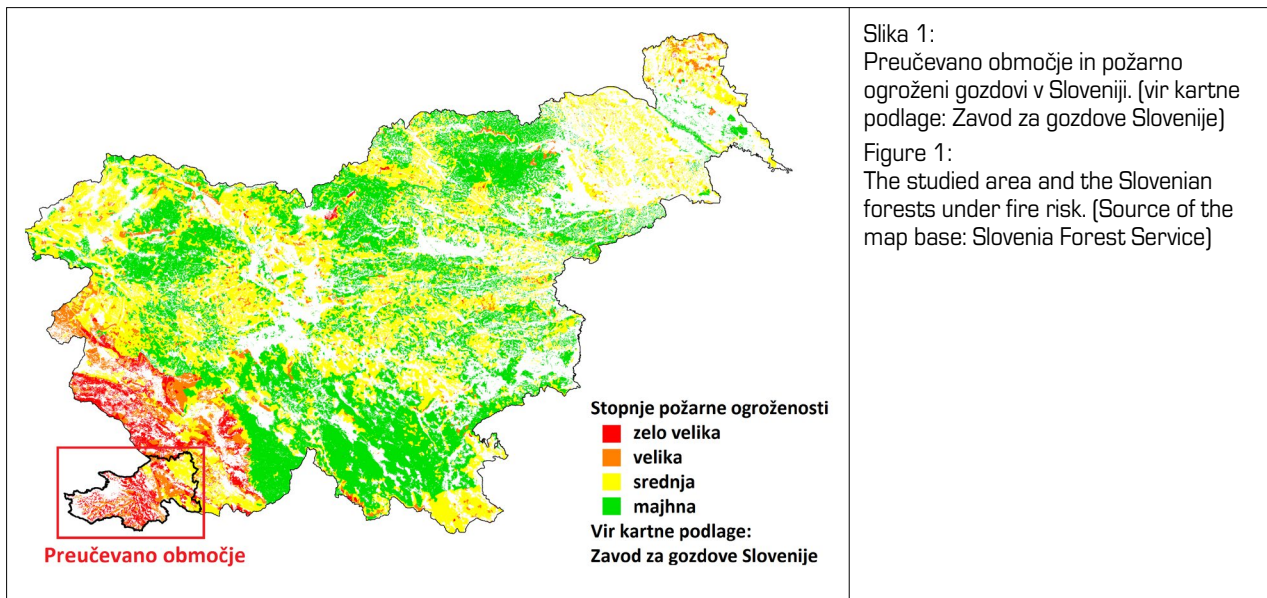 Stopnje požarne ogroženosti
zelo velika
velika
srednja
majhna
Vir kartne podlage:
Zavod za gozdove Slovenije
Preučevano območje
Slika 1:
Preučevano območje in požarno
ogroženi gozdovi v Sloveniji. (vir kartne
podlage: Zavod za gozdove Slovenije)
Figure 1:
The studied area and the Slovenian
forests under fire risk. (Source of the
map base: Slovenia Forest Service)